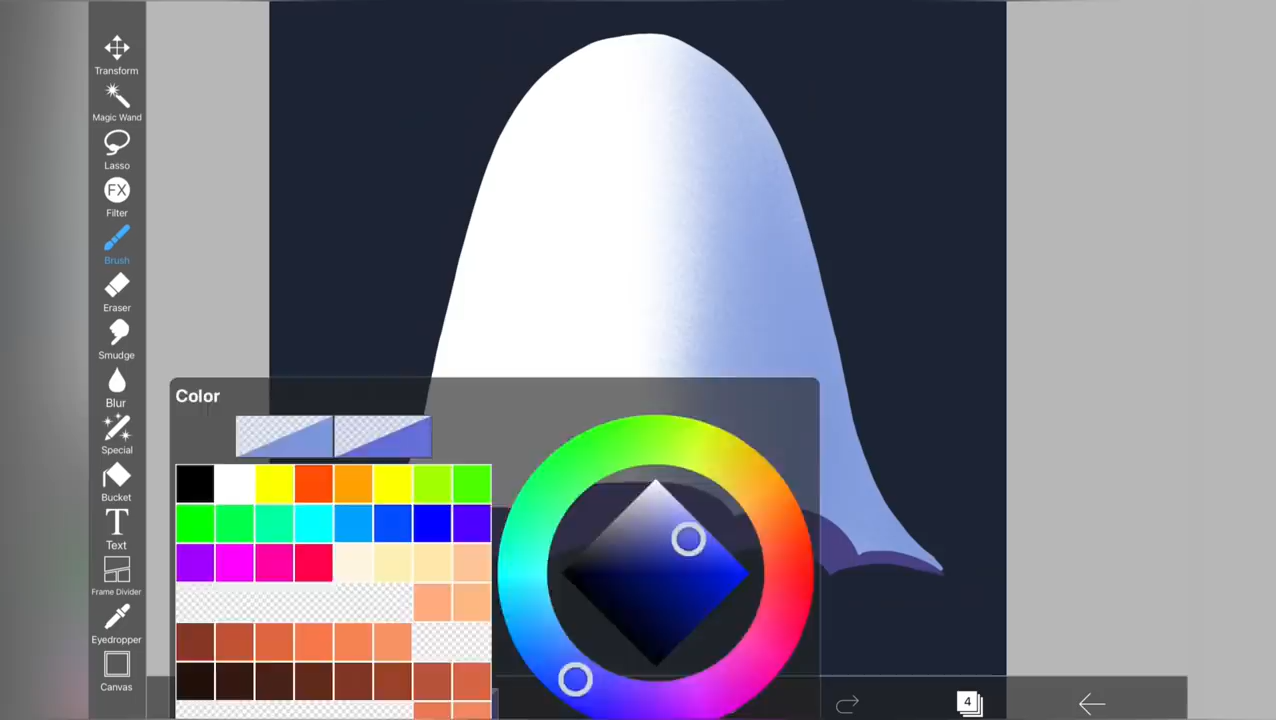 Transform
Magic Wand
Lasso
FX
Filter
Brush
Eraser
Smudge
Blur
Special
Bucket
T
Text
Frame Divider
Eyedropper
Canvas
Color
4